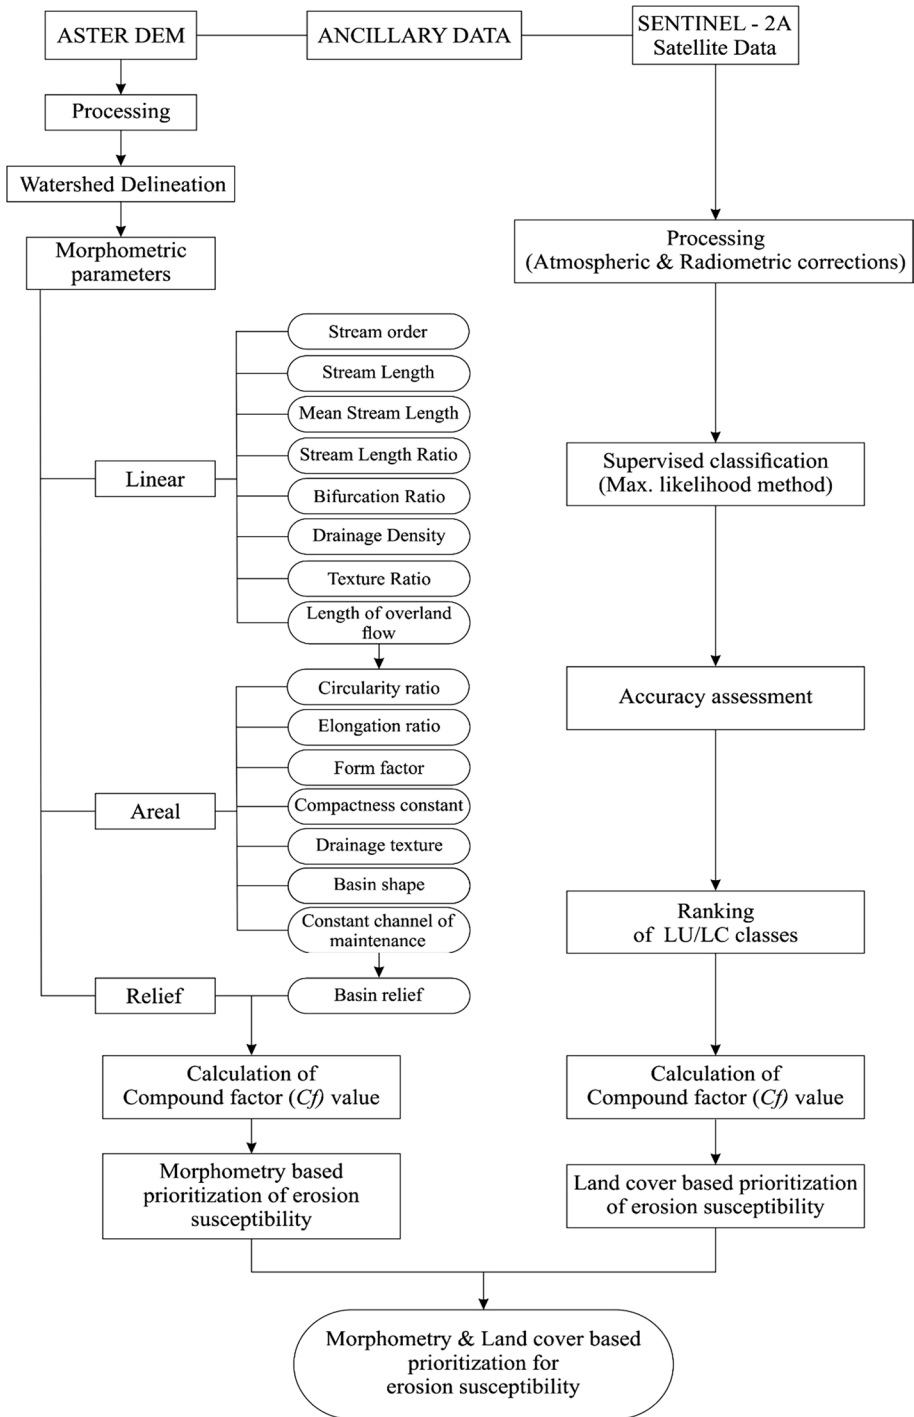 ASTER DEM
ANCILLARY DATA
SENTINEL - 2A
Satellite Data
Processing
Watershed Delineation
Morphometric
parameters
Processing
(Atmospheric & Radiometric corrections)
Stream order
Stream Length
Mean Stream Length
Stream Length Ratio
Linear
Bifurcation Ratio
Drainage Density
Texture Ratio
Length of overland
flow
Supervised classification
(Max. likelihood method)
Circularity ratio
Elongation ratio
Form factor
Areal
Compactness constant
Drainage texture
Basin shape
Constant channel of
maintenance
Accuracy assessment
Ranking
of LU/LC classes
Relief
Basin relief
Calculation of
Compound factor (Cf) value
Calculation of
Compound factor (Cf) value
Morphometry based
prioritization of erosion
susceptibility
Land cover based prioritization
of erosion susceptibility
Morphometry & Land cover based
prioritization for
erosion susceptibility